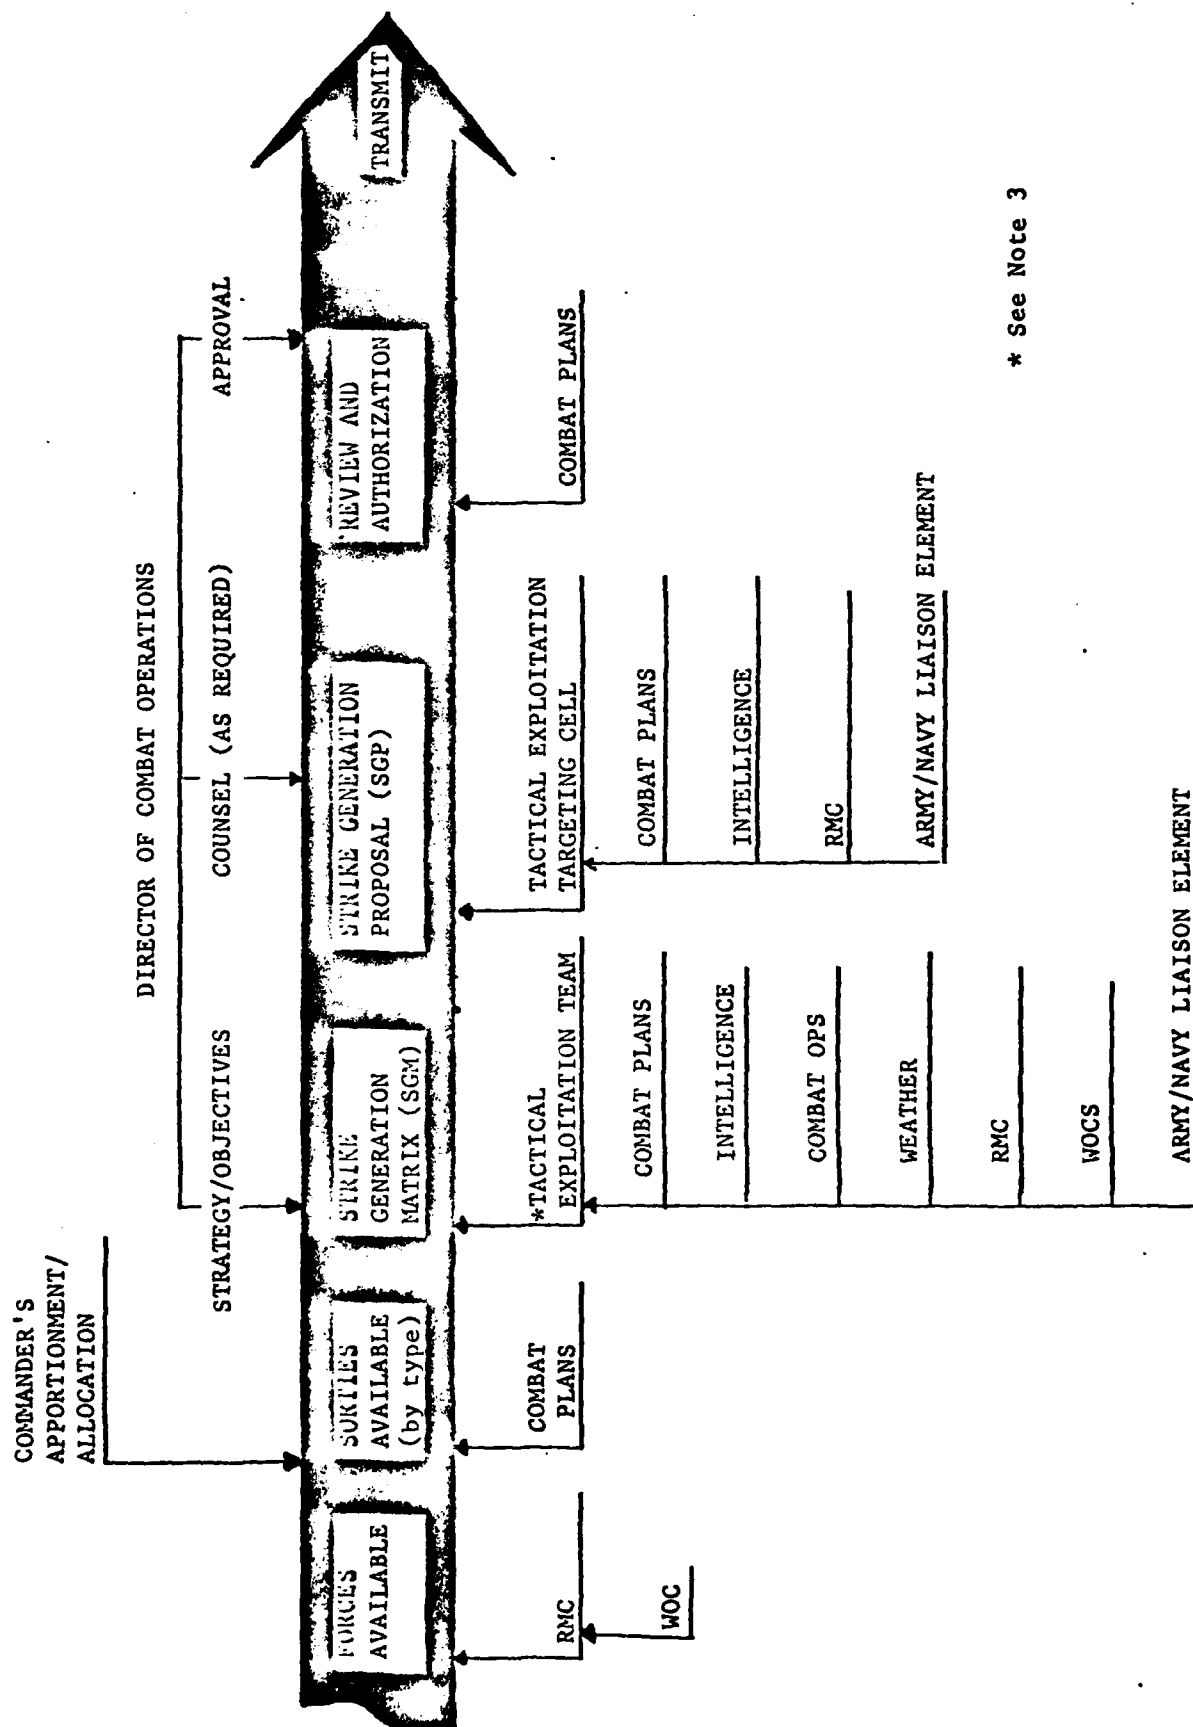 COMMANDER'S
APPORTIONMENT/
ALLOCATION
DIRECTOR OF COMBAT OPERATIONS
STRATEGY/OBJECTIVES
COUNSEL (AS REQUIRED)
APPROVAL
FORCES
AVAILABLE
SORTIES
AVAILABLE
(by type)
STRIKE
GENERATION
MATRIX (SGM)
STRIKE GENERATION
PROPOSAL (SGP)
REVIEW AND
AUTHORIZATION
TRANSMIT
RMC
WOC
COMBAT
PLANS
*TACTICAL
EXPLOITATION TEAM
COMBAT PLANS
INTELLIGENCE
COMBAT OPS
WEATHER
RMC
WOCS
ARMY/NAVY LIAISON ELEMENT
TACTICAL EXPLOITATION
TARGETING CELL
COMBAT PLANS
INTELLIGENCE
RMC
ARMY/NAVY LIAISON ELEMENT
COMBAT PLANS
* See Note 3